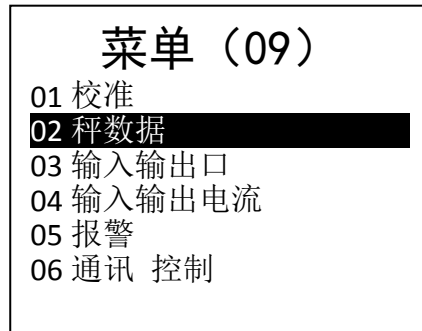 菜单（09）
01 校准
02 秤数据
03 输入输出口
04 输入输出电流
05 报警
06 通讯 控制